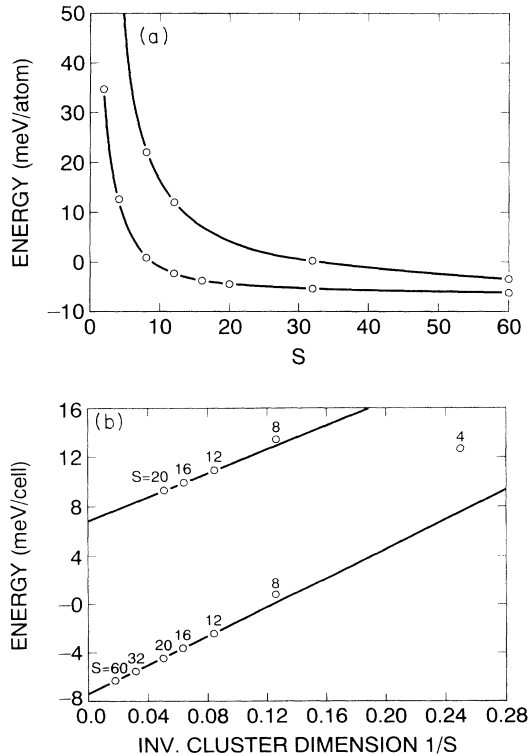 50
40
30
20
10
0
−10
ENERGY (meV/atom)
(a)
0 10 20 30 40 50 60
S
16
12
8
4
−0
−4
−8
ENERGY (meV/cell)
(b)
8
4
12
16
S=20
8
12
16
20
32
S=60
0.0 0.04 0.08 0.12 0.16 0.20 0.24 0.28
INV. CLUSTER DIMENSION 1/S